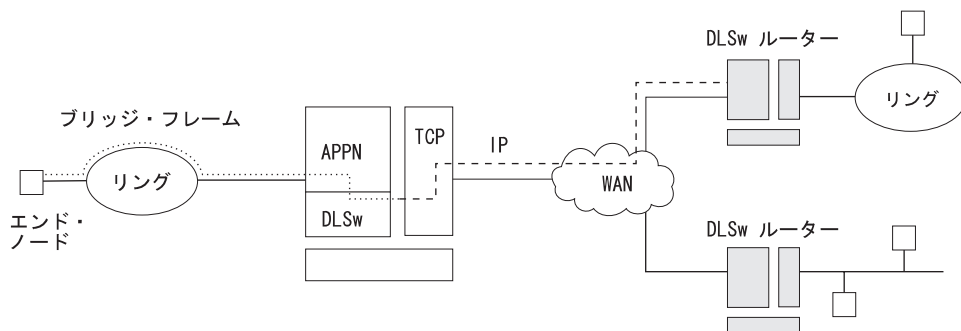 DLSw ルーター
リング
ブリッジ・フレーム
リング
エンド・
ノード
APPN
DLSw
TCP
IP
WAN
DLSw ルーター